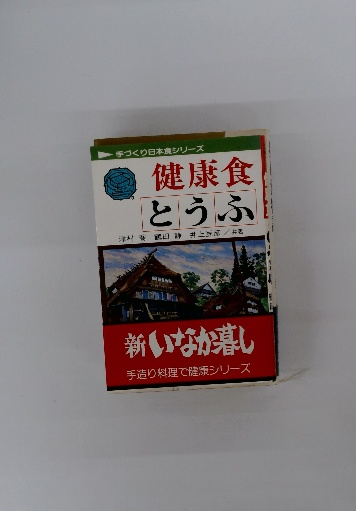 手づくり日本食シリーズ
健康食
とうふ
新いなか暮し
手造り料理で健康シリーズ